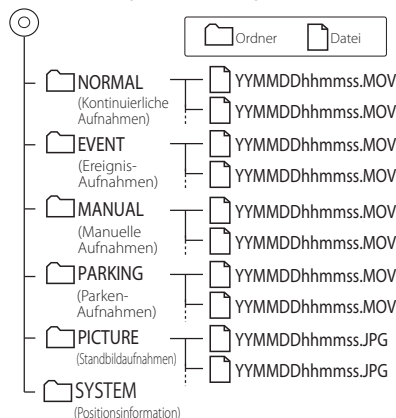 Ordner Datei
NORMAL YYMMDDhhmmss.MOV
(Kontinuierliche
Aufnahmen) YYMMDDhhmmss.MOV
EVENT YYMMDDhhmmss.MOV
(Ereignis-
Aufnahmen) YYMMDDhhmmss.MOV
MANUAL YYMMDDhhmmss.MOV
(Manuelle
Aufnahmen) YYMMDDhhmmss.MOV
PARKING YYMMDDhhmmss.MOV
(Parken-
Aufnahmen) YYMMDDhhmmss.MOV
PICTURE YYMMDDhhmmss.JPG
(Standbildaufnahmen)
YYMMDDhhmmss.JPG
SYSTEM
(Positionsinformation)